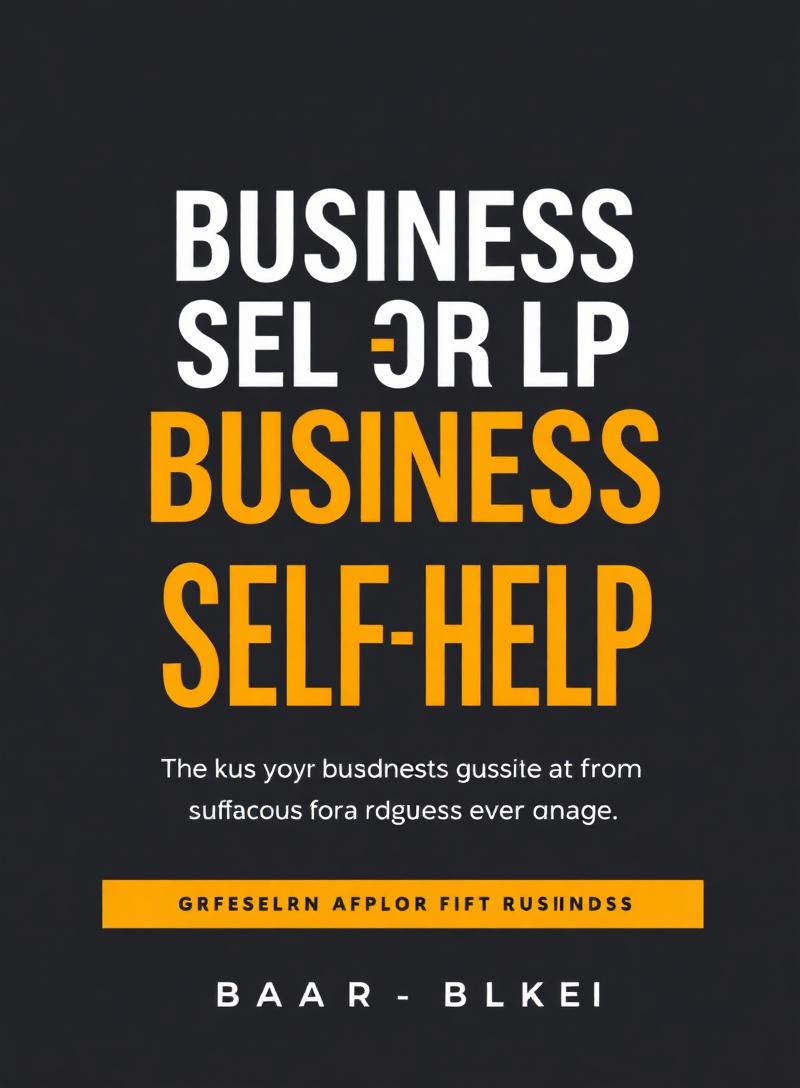 BUSINESS
SEL ƆR LP
BUSINESS
SELF-HELP
The kus yoyr busdnests gussite at from
suffacous fora rdguess ever anage.
GRFESELRN AFPLOR FIFT RUSIINDSS
BAAR - BLKEI